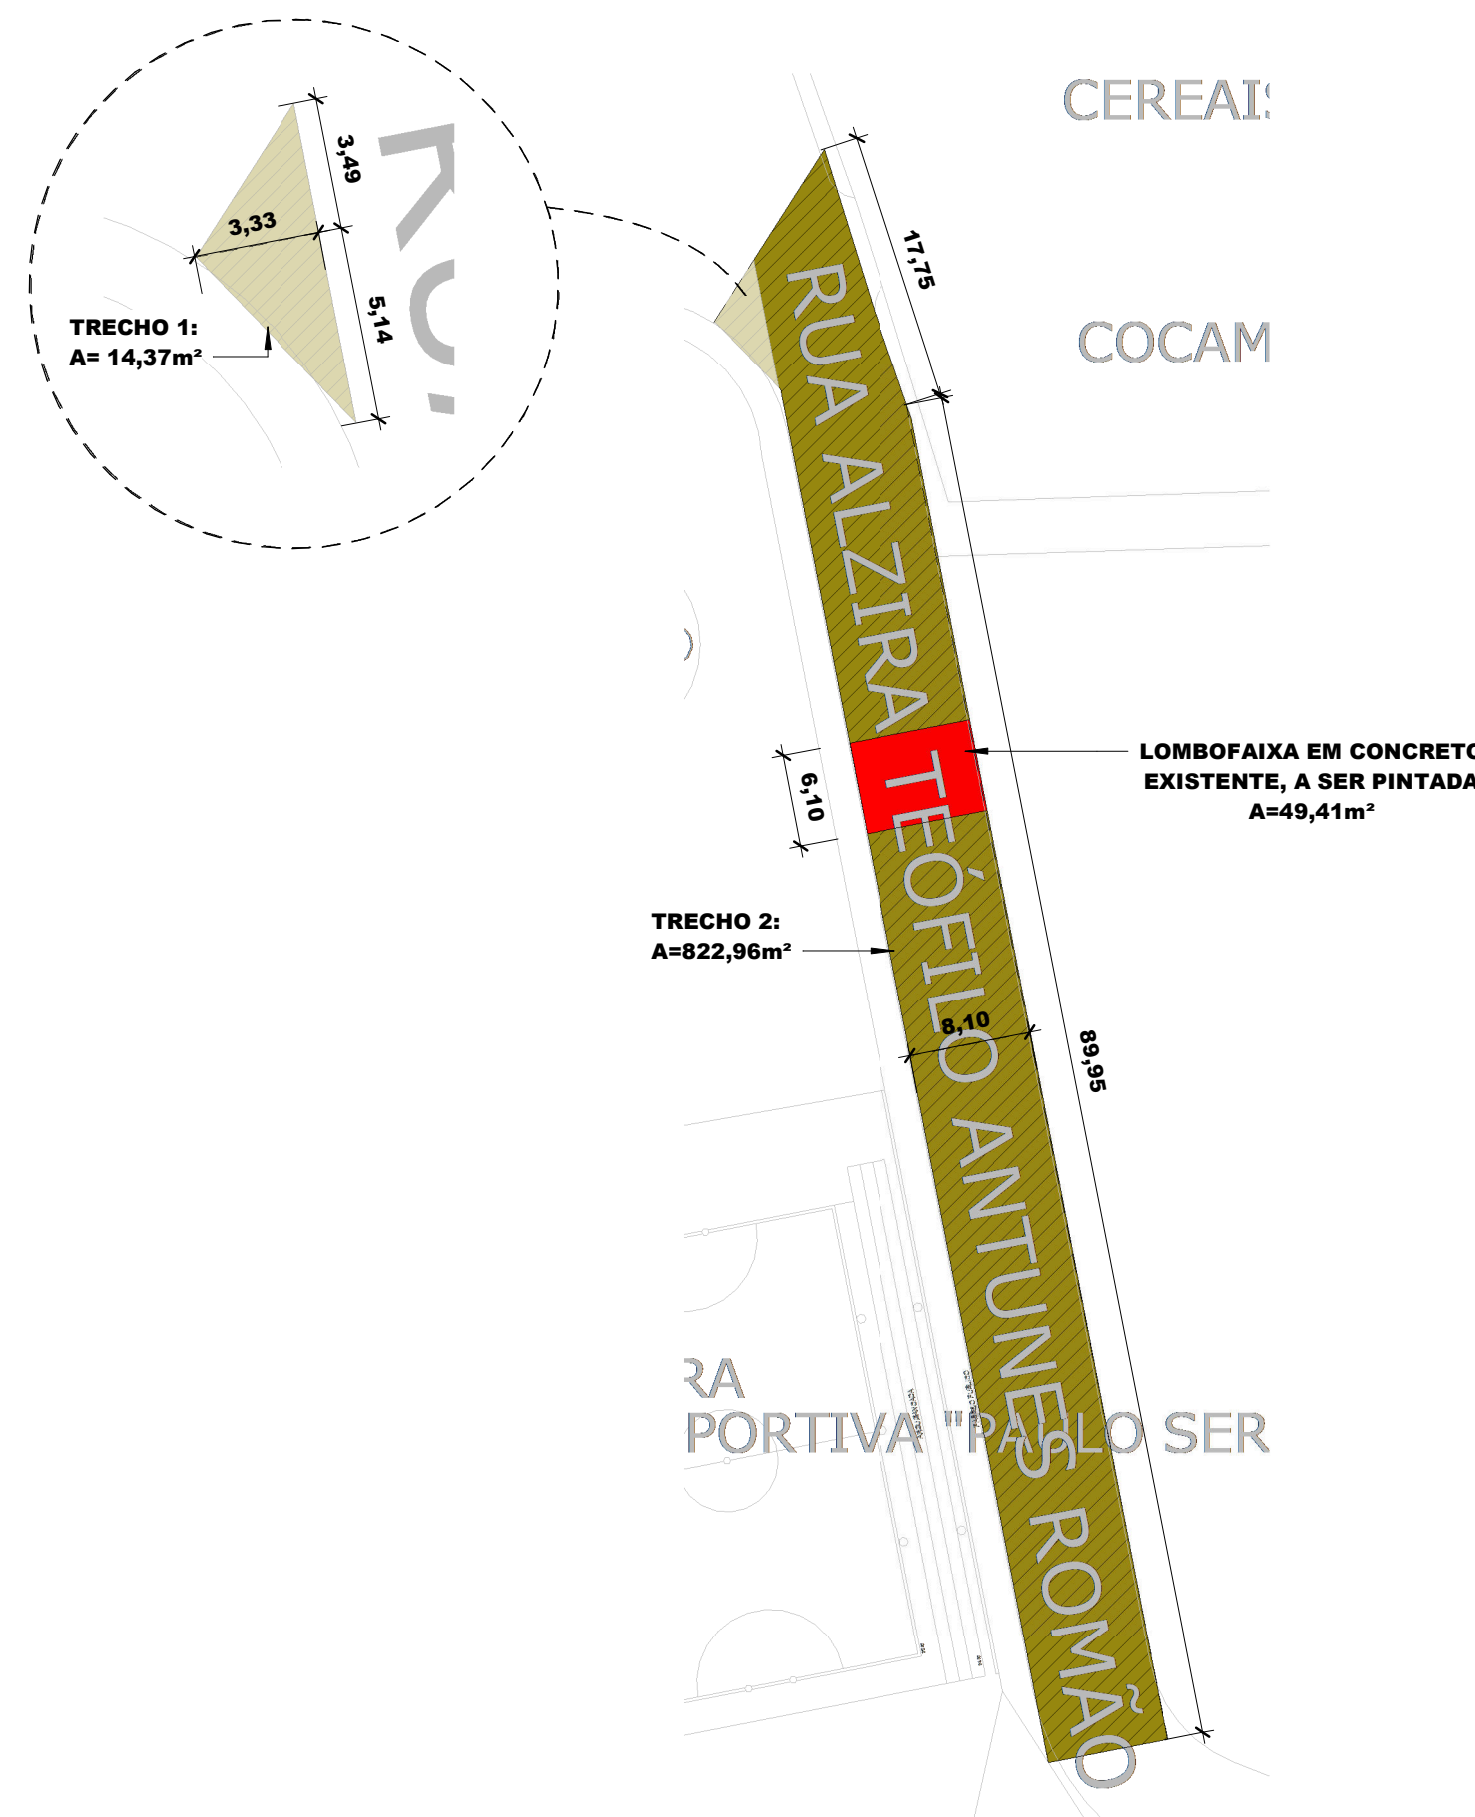 CEREAIS
3,49
17,75
3,33
5,14
TRECHO 1:
A= 14,37m²
COCAM
RUA ALZIRA TEÓFILO ANTUNES ROMÃO
LOMBOFAIXA EM CONCRETO
EXISTENTE, A SER PINTADA
A=49,41m²
6,10
TRECHO 2:
A=822,96m²
8,10
89,95
RA
PORTIVA "PAULO SER